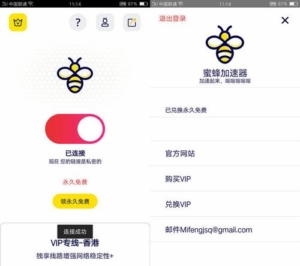 中国联通
11:14
87%
已连接
现在 您的链接是私密的
永久免费
领永久免费
连接成功
VIP专线-香港
独享线路增强网络稳定性+
中国联通
11:14
87%
退出登录
蜜蜂加速器
加速起来，嗡嗡嗡嗡嗡
已兑换永久免费
官方网站
购买VIP
兑换VIP
邮件Mifengjsq@gmail.com